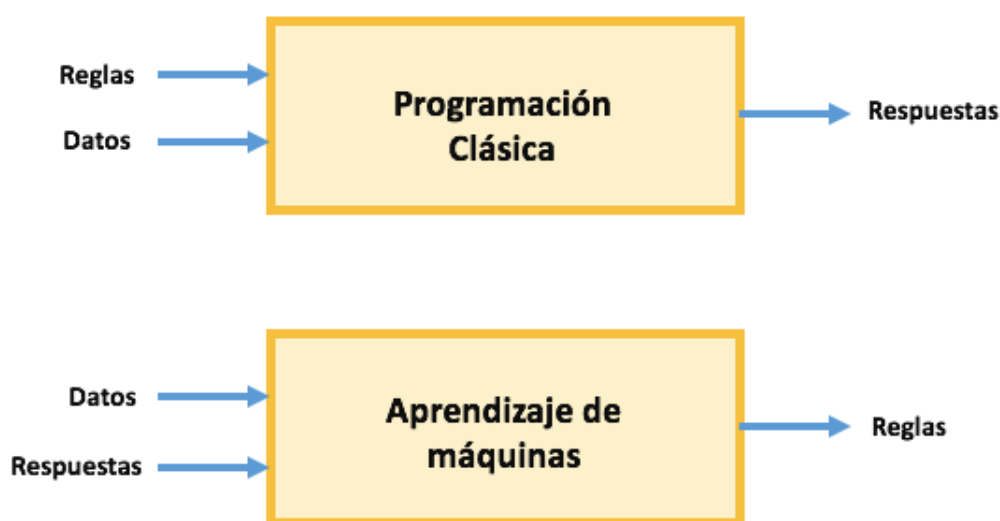 Reglas
Datos
Programación
Clásica
Respuestas
Datos
Respuestas
Aprendizaje de
máquinas
Reglas